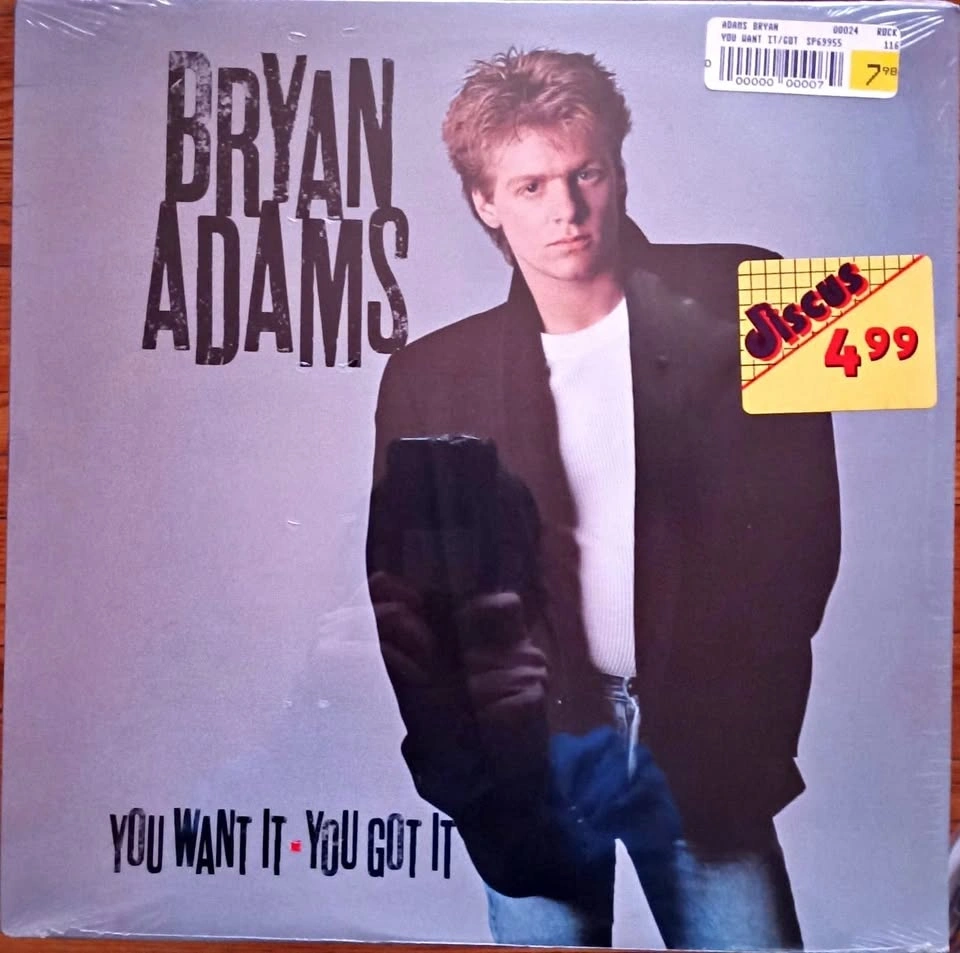 ADAMS BRYAN 00024 ROCK
YOU WANT IT/GOT SP69955 116
00000 00007
7 98
BRYAN
ADAMS
DISCUS
4 99
YOU WANT IT • YOU GOT IT